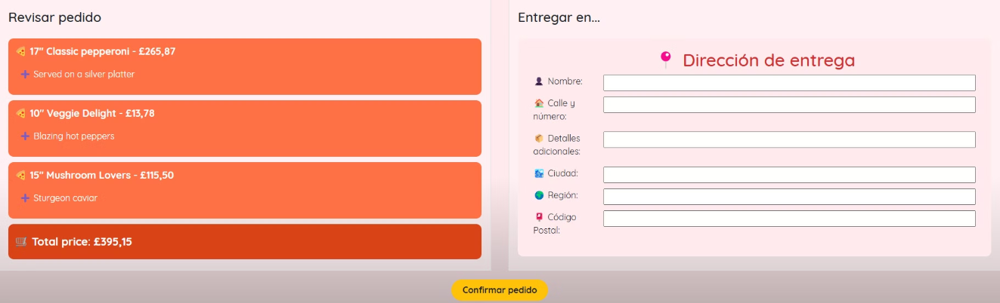 Revisar pedido
17" Classic pepperoni - £265,87
Served on a silver platter
10" Veggie Delight - £13,78
Blazing hot peppers
15" Mushroom Lovers - £115,50
Sturgeon caviar
Total price: £395,15
Entregar en...
Dirección de entrega
Nombre:
Calle y
número:
Detalles
adicionales:
Ciudad:
Región:
Código
Postal:
Confirmar pedido